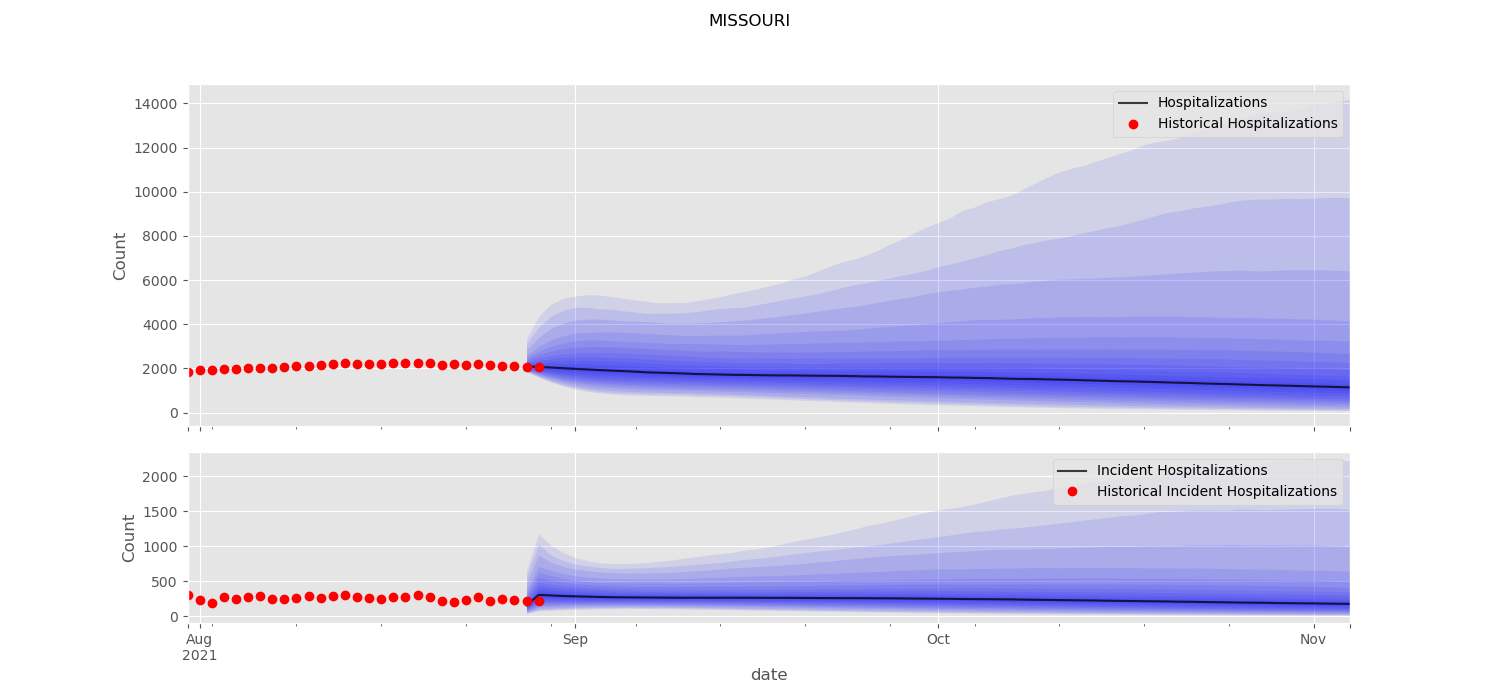 MISSOURI
14000
12000
10000
8000
6000
4000
2000
0
Count
Hospitalizations
Historical Hospitalizations
2000
1500
1000
500
0
Count
Incident Hospitalizations
Historical Incident Hospitalizations
Aug
2021
Sep
Oct
Nov
date